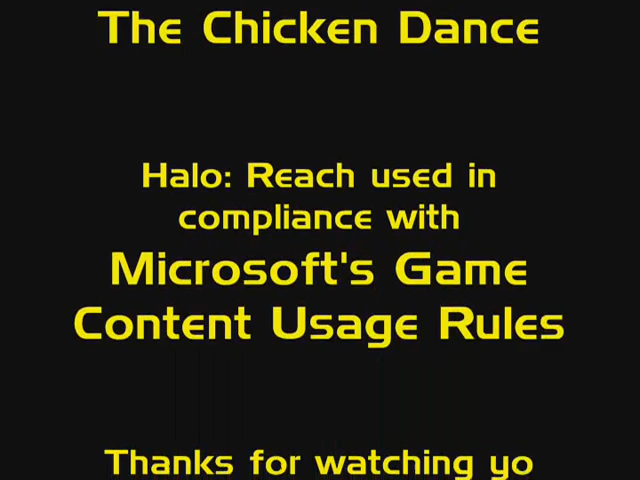 The Chicken Dance
Halo: Reach used in
compliance with
Microsoft's Game
Content Usage Rules
Thanks for watching yo